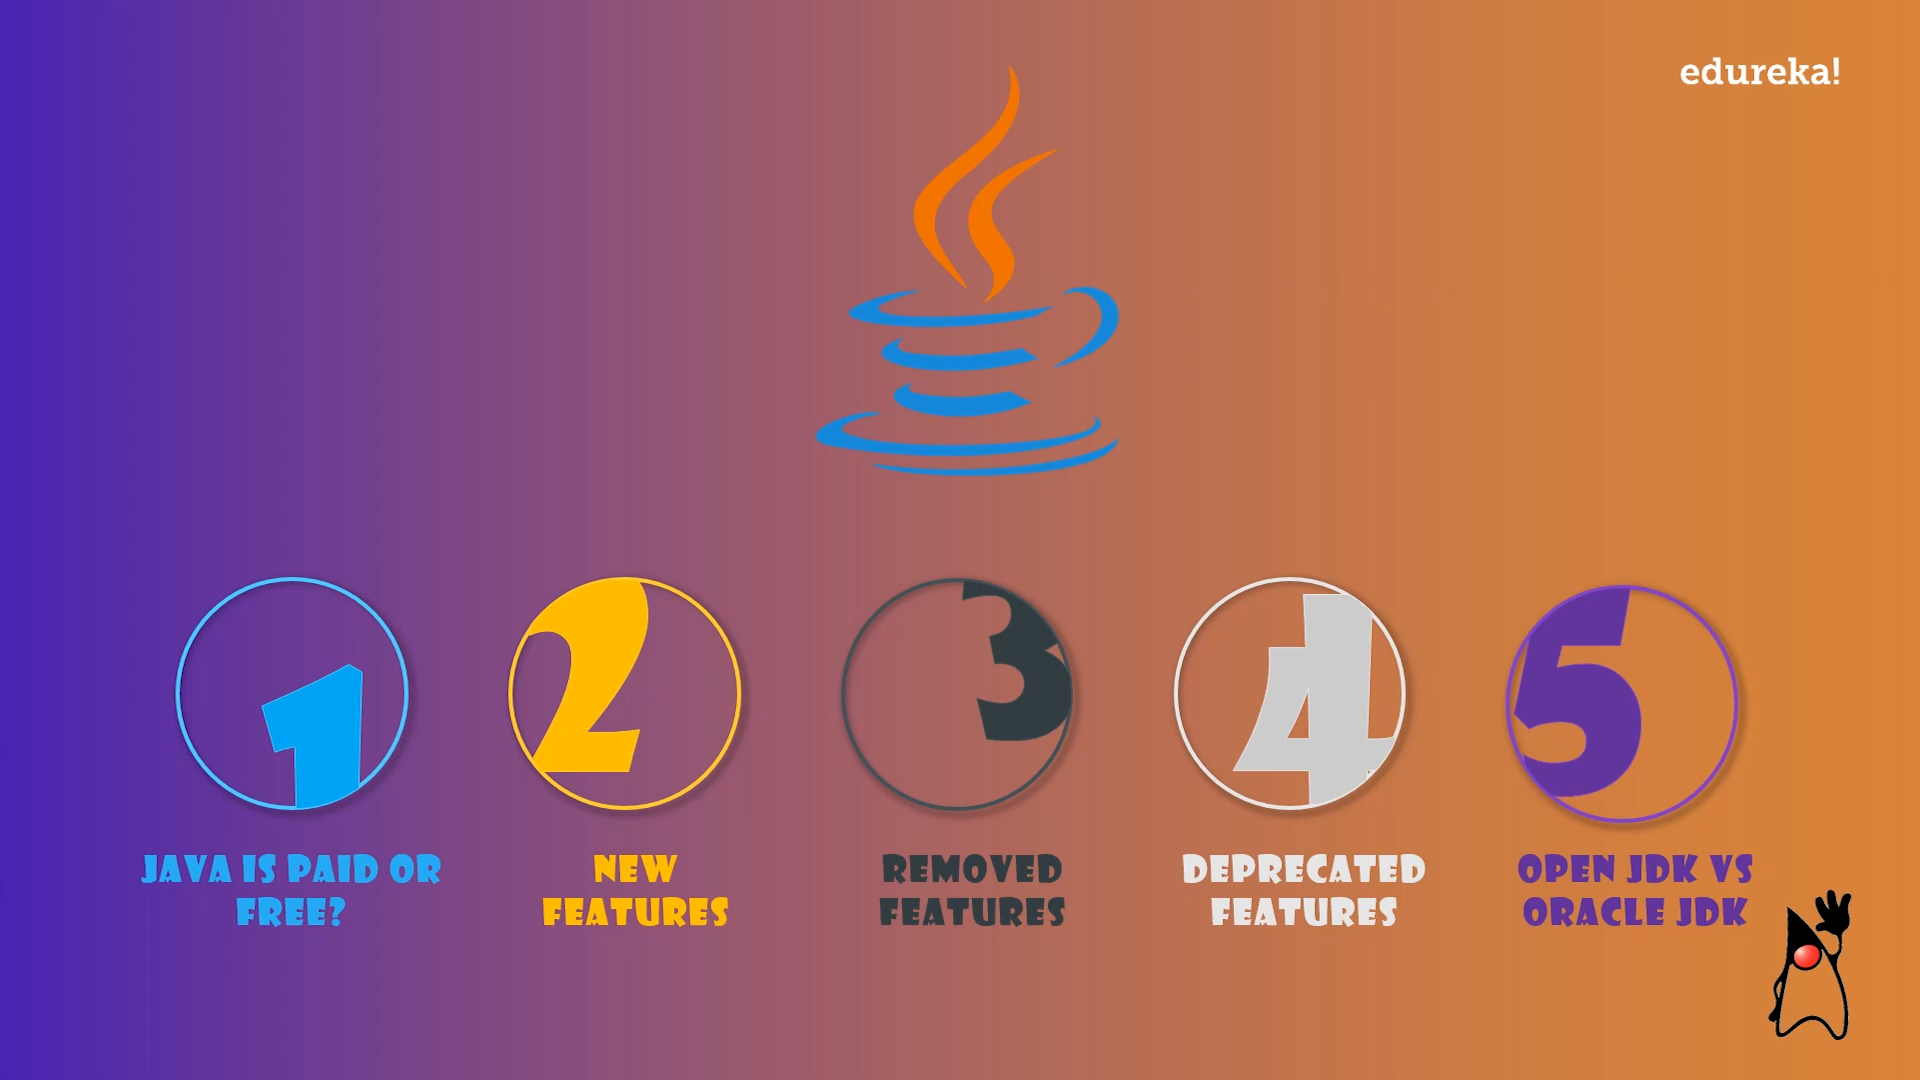 edureka!
1
2
3
4
5
JAVA IS PAID OR
FREE?
NEW
FEATURES
REMOVED
FEATURES
DEPRECATED
FEATURES
OPEN JDK VS
ORACLE JDK